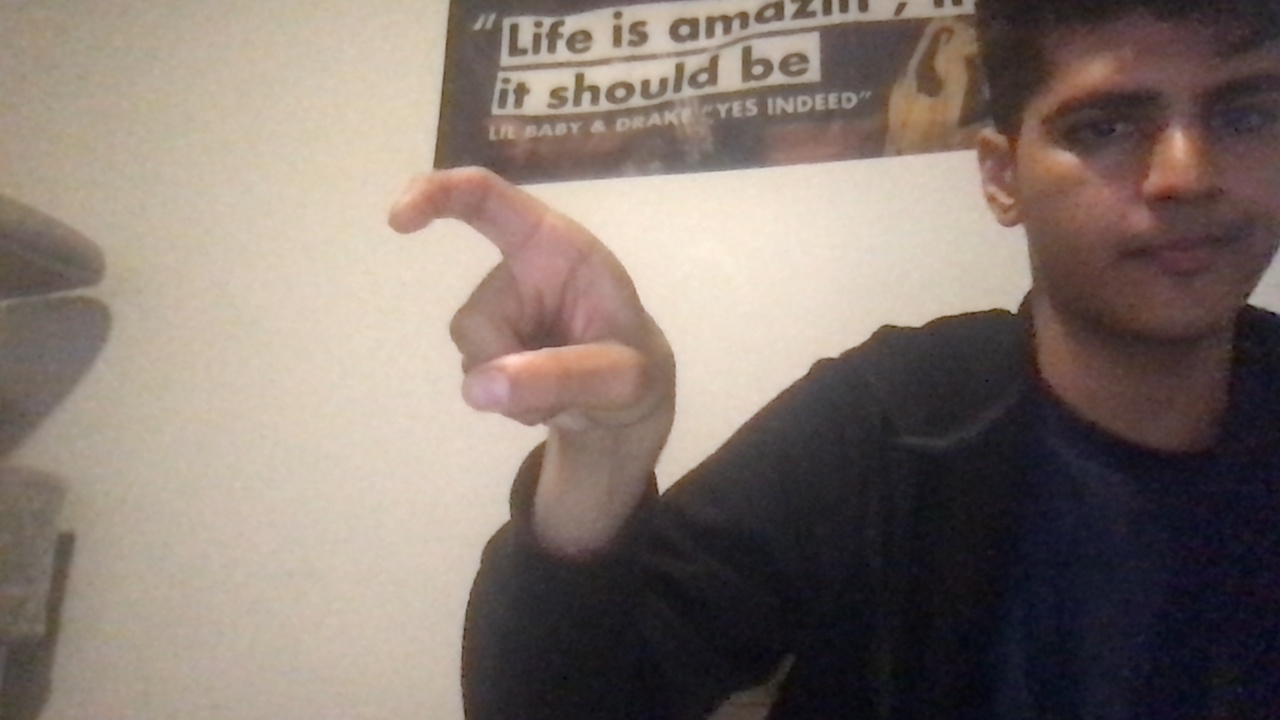 “Life is amazin’,
it should be
LIL BABY & DRAKE “YES INDEED”